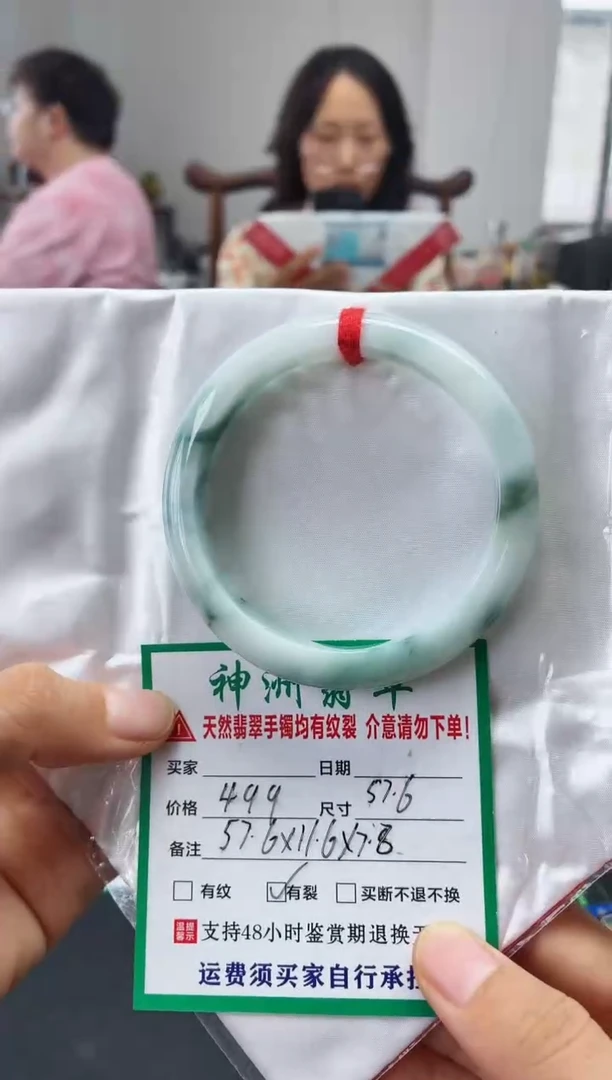 神洲翡翠
天然翡翠手镯均有纹裂 介意请勿下单!
买家 日期
价格 499 尺寸 57.6
备注 57.6X11.6X7.8
有纹 有裂 买断不退不换
温馨提示 支持48小时鉴赏期退换
运费须买家自行承担